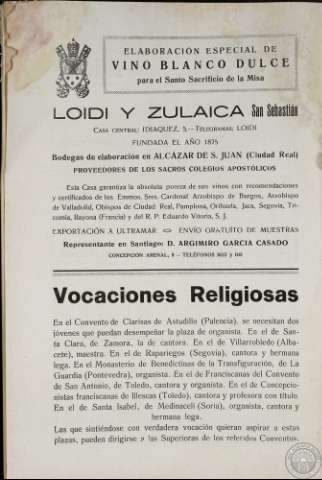 ELABORACIÓN ESPECIAL DE
VINO BLANCO DULCE
para el Santo Sacrificio de la Misa
LOIDI Y ZULAICA San Sebastián
CASA CENTRAL: IDIAQUEZ, 5.—TELEGRAMAS: LOIDI
FUNDADA EL AÑO 1875
Bodegas de elaboración en ALCÁZAR DE S. JUAN (Ciudad Real)
PROVEEDORES DE LOS SACROS COLEGIOS APOSTÓLICOS
Esta Casa garantiza la absoluta pureza de sus vinos con recomendaciones
y certificados de los Emmos. Sres. Cardenal Arzobispo de Burgos, Arzobispo
de Valladolid, Obispos de Ciudad Real, Pamplona, Orihuela, Jaca, Segovia,
Bayona (Francia) y del R. P. Eduardo Vitoria, S. J.
EXPORTACIÓN A ULTRAMAR ENVÍO GRATUÍTO DE MUESTRAS
Representante en Santiago: D. ARGIMIRO GARCIA CASADO
CONCEPCIÓN ARENAL, 8 — TELÉFONOS
Vocaciones Religiosas
En el Convento de Clarisas de Astudillo (Palencia), se necesitan dos
jóvenes que puedan desempeñar la plaza de organista. En el de San-
ta Clara, de Zamora, la de cantora. En el de Villarrobledo (Alba-
cete), maestra. En el de Rapariegos (Segovia), cantora y hermana
lega. En el Monasterio de Benedictinas de la Transfiguración, de La
Guardia (Pontevedra), organista. En el de Franciscanas del Convento
de San Antonio, de Toledo, cantora y organista. En el de Concepcio-
nistas franciscanas de Illescas (Toledo), cantora y profesora con título.
En el de Santa Isabel, de Medinaceli (Soria), organista, cantora y
hermana lega.
Las que sintiéndose con verdadera vocación quieran aspirar a estas
plazas, pueden dirigirse a las Superioras de los referidos Conventos.